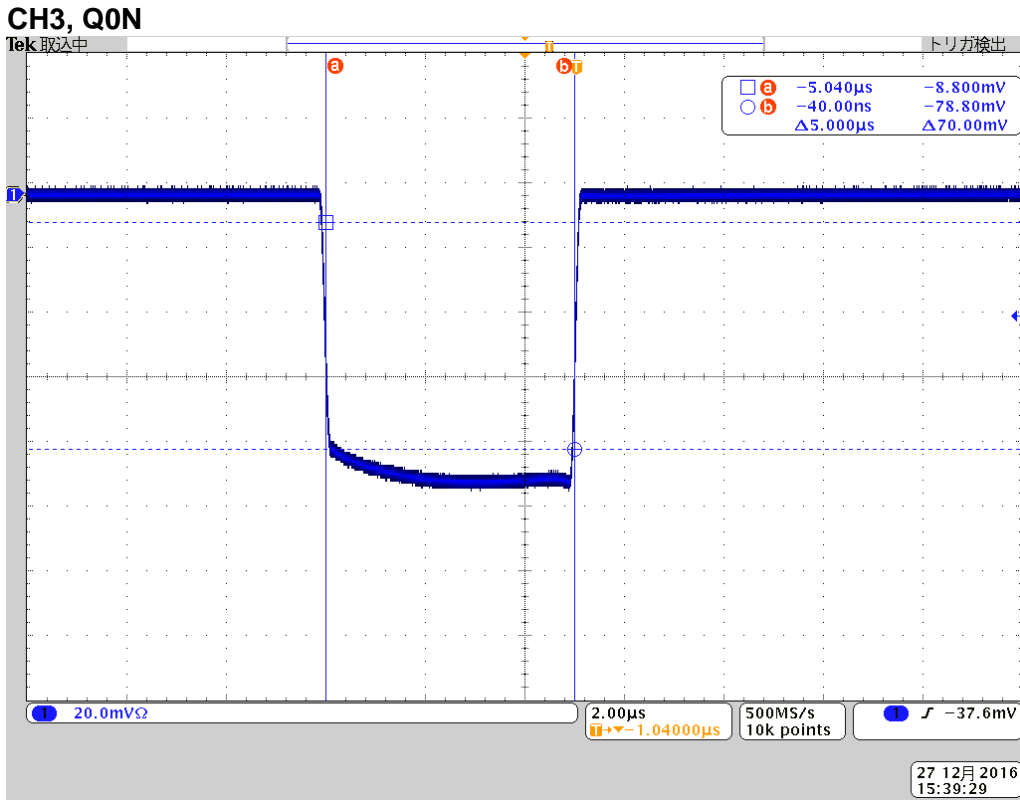 CH3, Q0N
Tek 取込中
T
トリガ検出
a
b T
a −5.040µs −8.800mV
b −40.00ns −78.80mV
Δ5.000µs Δ70.00mV
1
1 20.0mVΩ
2.00µs
T→▼−1.04000µs
500MS/s
10k points
1 ʃ −37.6mV
27 12月 2016
15:39:29